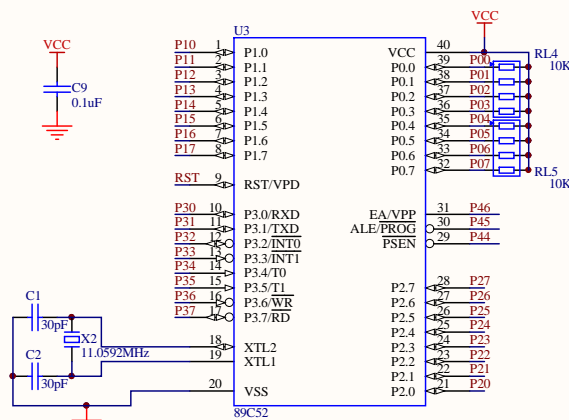 VCC
C9
0.1uF
U3
P10 1 P1.0
P11 2 P1.1
P12 3 P1.2
P13 4 P1.3
P14 5 P1.4
P15 6 P1.5
P16 7 P1.6
P17 8 P1.7
RST 9 RST/VPD
P30 10 P3.0/RXD
P31 11 P3.1/TXD
P32 12 P3.2/INT0
P33 13 P3.3/INT1
P34 14 P3.4/T0
P35 15 P3.5/T1
P36 16 P3.6/WR
P37 17 P3.7/RD
18 XTL2
19 XTL1
20 VSS
89C52
C1
30pF
X2
11.0592MHz
C2
30pF
VCC
VCC 40
P0.0 39 P00
P0.1 38 P01
P0.2 37 P02
P0.3 36 P03
P0.4 35 P04
P0.5 34 P05
P0.6 33 P06
P0.7 32 P07
RL4
10K
RL5
10K
EA/VPP 31 P46
ALE/PROG 30 P45
PSEN 29 P44
P2.7 28 P27
P2.6 27 P26
P2.5 26 P25
P2.4 25 P24
P2.3 24 P23
P2.2 23 P22
P2.1 22 P21
P2.0 21 P20